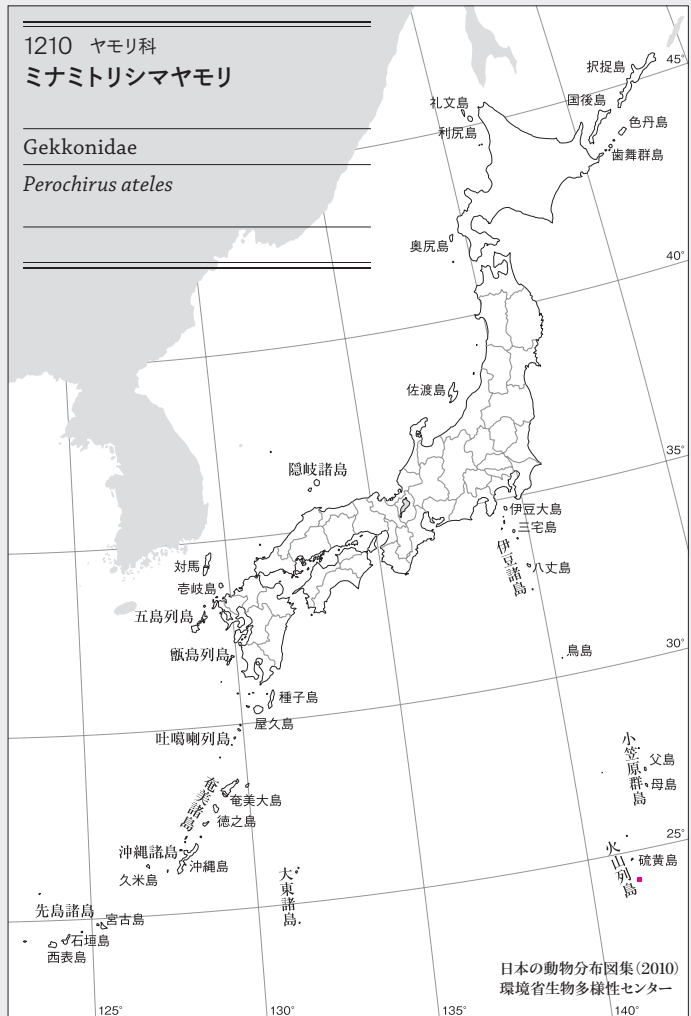 1210 ヤモリ科
ミナミトリシマヤモリ
Gekkonidae
Perochirus ateles
45°
択捉島
国後島
礼文島
色丹島
利尻島
歯舞群島
奥尻島
40°
佐渡島
35°
隠岐諸島
伊豆大島
三宅島
伊豆諸島
対馬
八丈島
壱岐島
五島列島
鳥島
30°
甑島列島
種子島
屋久島
吐噶喇列島
小笠原群島
父島
母島
奄美諸島
奄美大島
徳之島
25°
沖縄諸島
沖縄島
火山列島
硫黄島
久米島
大東諸島
先島諸島
宮古島
石垣島
西表島
日本の動物分布図集(2010)
環境省生物多様性センター
125°
130°
135°
140°